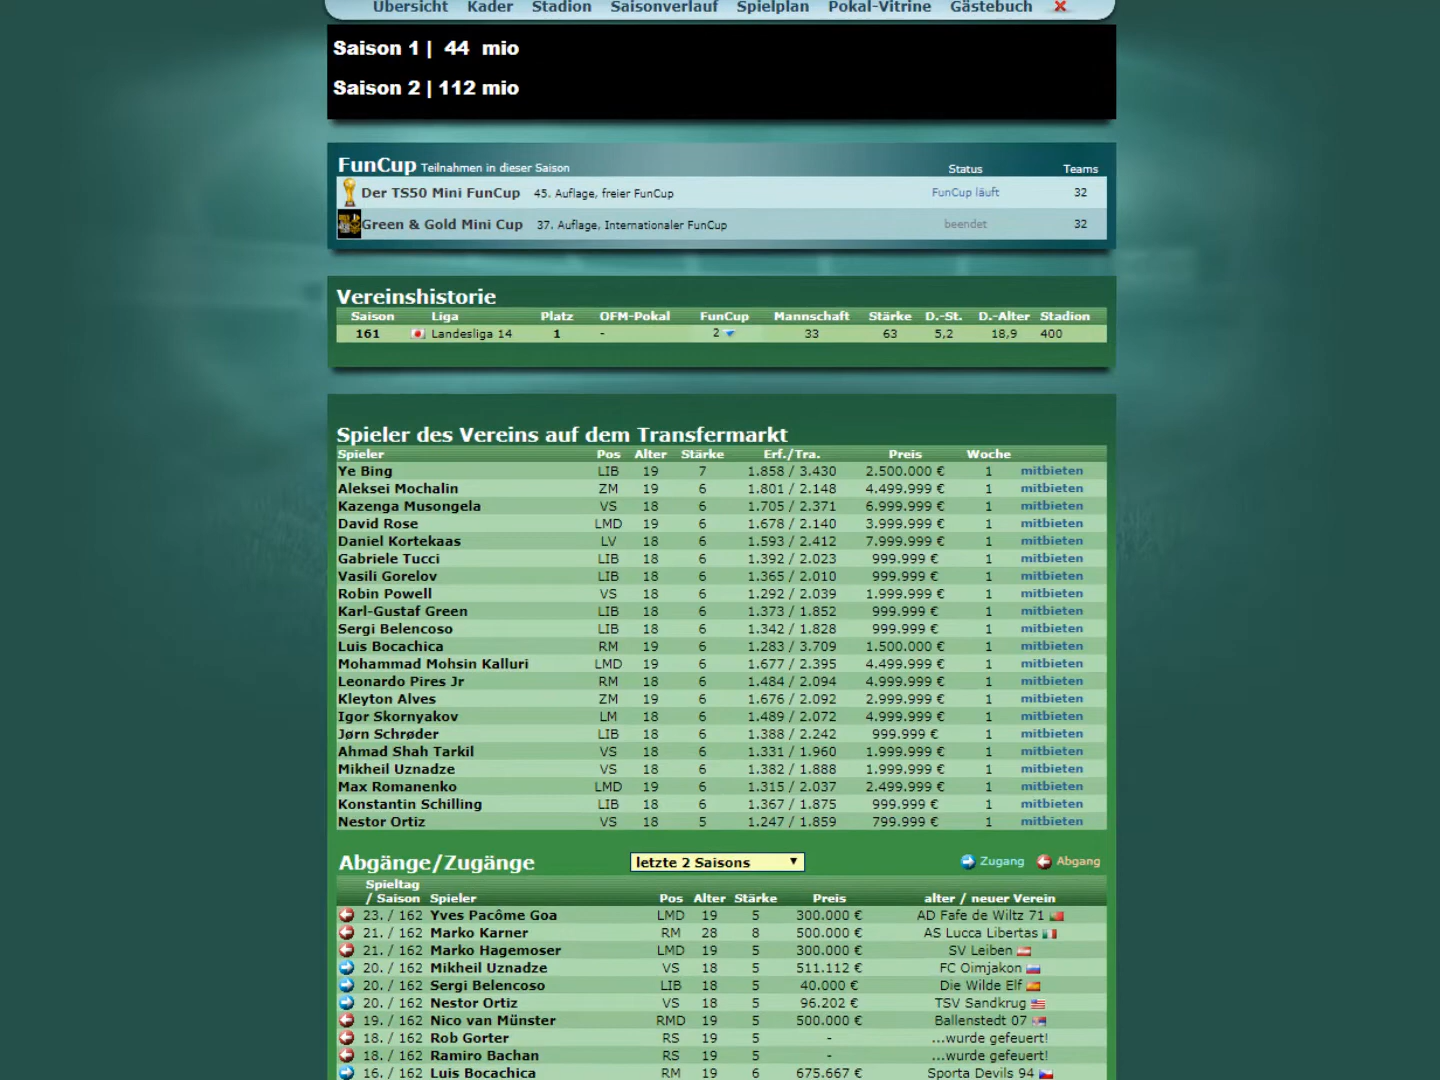 Übersicht Kader Stadion Saisonverlauf Spielplan Pokal-Vitrine Gästebuch
Saison 1 | 44 mio
Saison 2 | 112 mio
FunCup Teilnahmen in dieser Saison Status Teams
Der TS50 Mini FunCup 45. Auflage, freier FunCup FunCup läuft 32
Green & Gold Mini Cup 37. Auflage, Internationaler FunCup beendet 32
Vereinshistorie
Saison Liga Platz OFM-Pokal FunCup Mannschaft Stärke D.-St. D.-Alter Stadion
161 Landesliga 14 1 - 2 33 63 5,2 18,9 400
Spieler des Vereins auf dem Transfermarkt
Spieler Pos Alter Stärke Erf./Tra. Preis Woche
Ye Bing LIB 19 7 1.858 / 3.430 2.500.000 € 1 mitbieten
Aleksei Mochalin ZM 19 6 1.801 / 2.148 4.499.999 € 1 mitbieten
Kazenga Musongela VS 18 6 1.705 / 2.371 6.999.999 € 1 mitbieten
David Rose LMD 19 6 1.678 / 2.140 3.999.999 € 1 mitbieten
Daniel Kortekaas LV 18 6 1.593 / 2.412 7.999.999 € 1 mitbieten
Gabriele Tucci LIB 18 6 1.392 / 2.023 999.999 € 1 mitbieten
Vasili Gorelov LIB 18 6 1.365 / 2.010 999.999 € 1 mitbieten
Robin Powell VS 18 6 1.292 / 2.039 1.999.999 € 1 mitbieten
Karl-Gustaf Green LIB 18 6 1.373 / 1.852 999.999 € 1 mitbieten
Sergi Belencoso LIB 18 6 1.342 / 1.828 999.999 € 1 mitbieten
Luis Bocachica RM 19 6 1.283 / 3.709 1.500.000 € 1 mitbieten
Mohammad Mohsin Kalluri LMD 19 6 1.677 / 2.395 4.499.999 € 1 mitbieten
Leonardo Pires Jr RM 18 6 1.484 / 2.094 4.999.999 € 1 mitbieten
Kleyton Alves ZM 19 6 1.676 / 2.092 2.999.999 € 1 mitbieten
Igor Skornyakov LM 18 6 1.489 / 2.072 4.999.999 € 1 mitbieten
Jørn Schrøder LIB 18 6 1.388 / 2.242 999.999 € 1 mitbieten
Ahmad Shah Tarkil VS 18 6 1.331 / 1.960 1.999.999 € 1 mitbieten
Mikheil Uznadze VS 18 6 1.382 / 1.888 1.999.999 € 1 mitbieten
Max Romanenko LMD 19 6 1.315 / 2.037 2.499.999 € 1 mitbieten
Konstantin Schilling LIB 18 6 1.367 / 1.875 999.999 € 1 mitbieten
Nestor Ortiz VS 18 5 1.247 / 1.859 799.999 € 1 mitbieten
Abgänge/Zugänge letzte 2 Saisons Zugang Abgang
Spieltag
/ Saison Spieler Pos Alter Stärke Preis alter / neuer Verein
23. / 162 Yves Pacôme Goa LMD 19 5 300.000 € AD Fafe de Wiltz 71
21. / 162 Marko Karner RM 28 8 500.000 € AS Lucca Libertas
21. / 162 Marko Hagemoser LMD 19 5 300.000 € SV Leiben
20. / 162 Mikheil Uznadze VS 18 5 511.112 € FC Oimjakon
20. / 162 Sergi Belencoso LIB 18 5 40.000 € Die Wilde Elf
20. / 162 Nestor Ortiz VS 18 5 96.202 € TSV Sandkrug
19. / 162 Nico van Münster RMD 19 5 500.000 € Ballenstedt 07
18. / 162 Rob Gorter RS 19 5 - ...wurde gefeuert!
18. / 162 Ramiro Bachan RS 19 5 - ...wurde gefeuert!
16. / 162 Luis Bocachica RM 19 6 675.667 € Sporta Devils 94